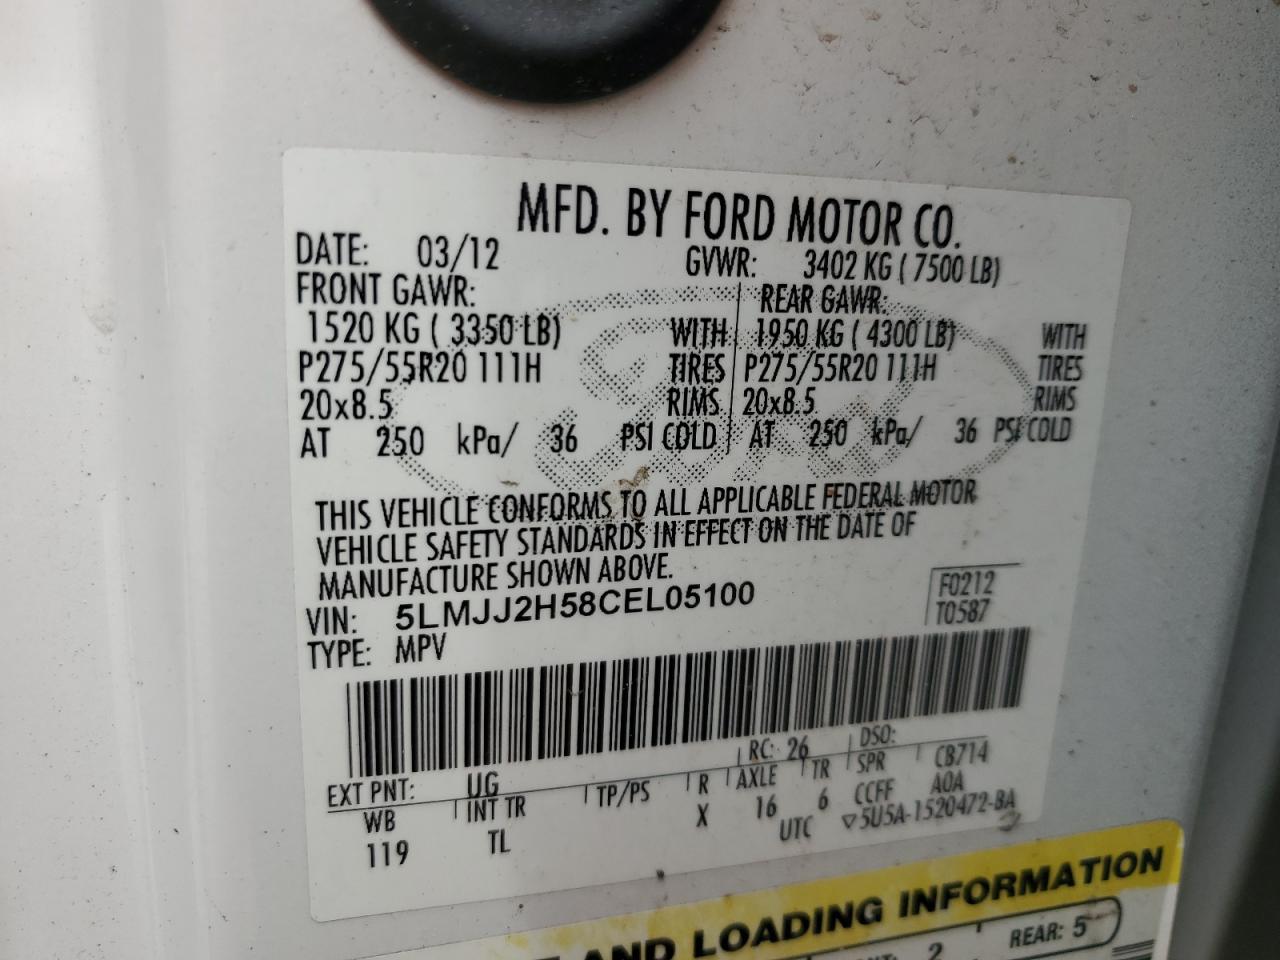 MFD. BY FORD MOTOR CO.
DATE: 03/12 GVWR: 3402 KG ( 7500 LB)
FRONT GAWR: REAR GAWR:
1520 KG ( 3350 LB) WITH 1950 KG ( 4300 LB) WITH
P275/55R20 111H TIRES P275/55R20 111H TIRES
20x8.5 RIMS 20x8.5 RIMS
AT 250 kPa/ 36 PSI COLD AT 250 kPa/ 36 PSI COLD
Ford
THIS VEHICLE CONFORMS TO ALL APPLICABLE FEDERAL MOTOR
VEHICLE SAFETY STANDARDS IN EFFECT ON THE DATE OF
MANUFACTURE SHOWN ABOVE.
VIN: 5LMJJ2H58CEL05100 F0212
TYPE: MPV T0587
EXT PNT: UG RC: 26 DSO:
WB INT TR TP/PS R AXLE TR SPR CB714
119 TL X 16 6 CCFF AOA
UTC ▽5U5A-1520472-BA
AND LOADING INFORMATION
2 REAR: 5